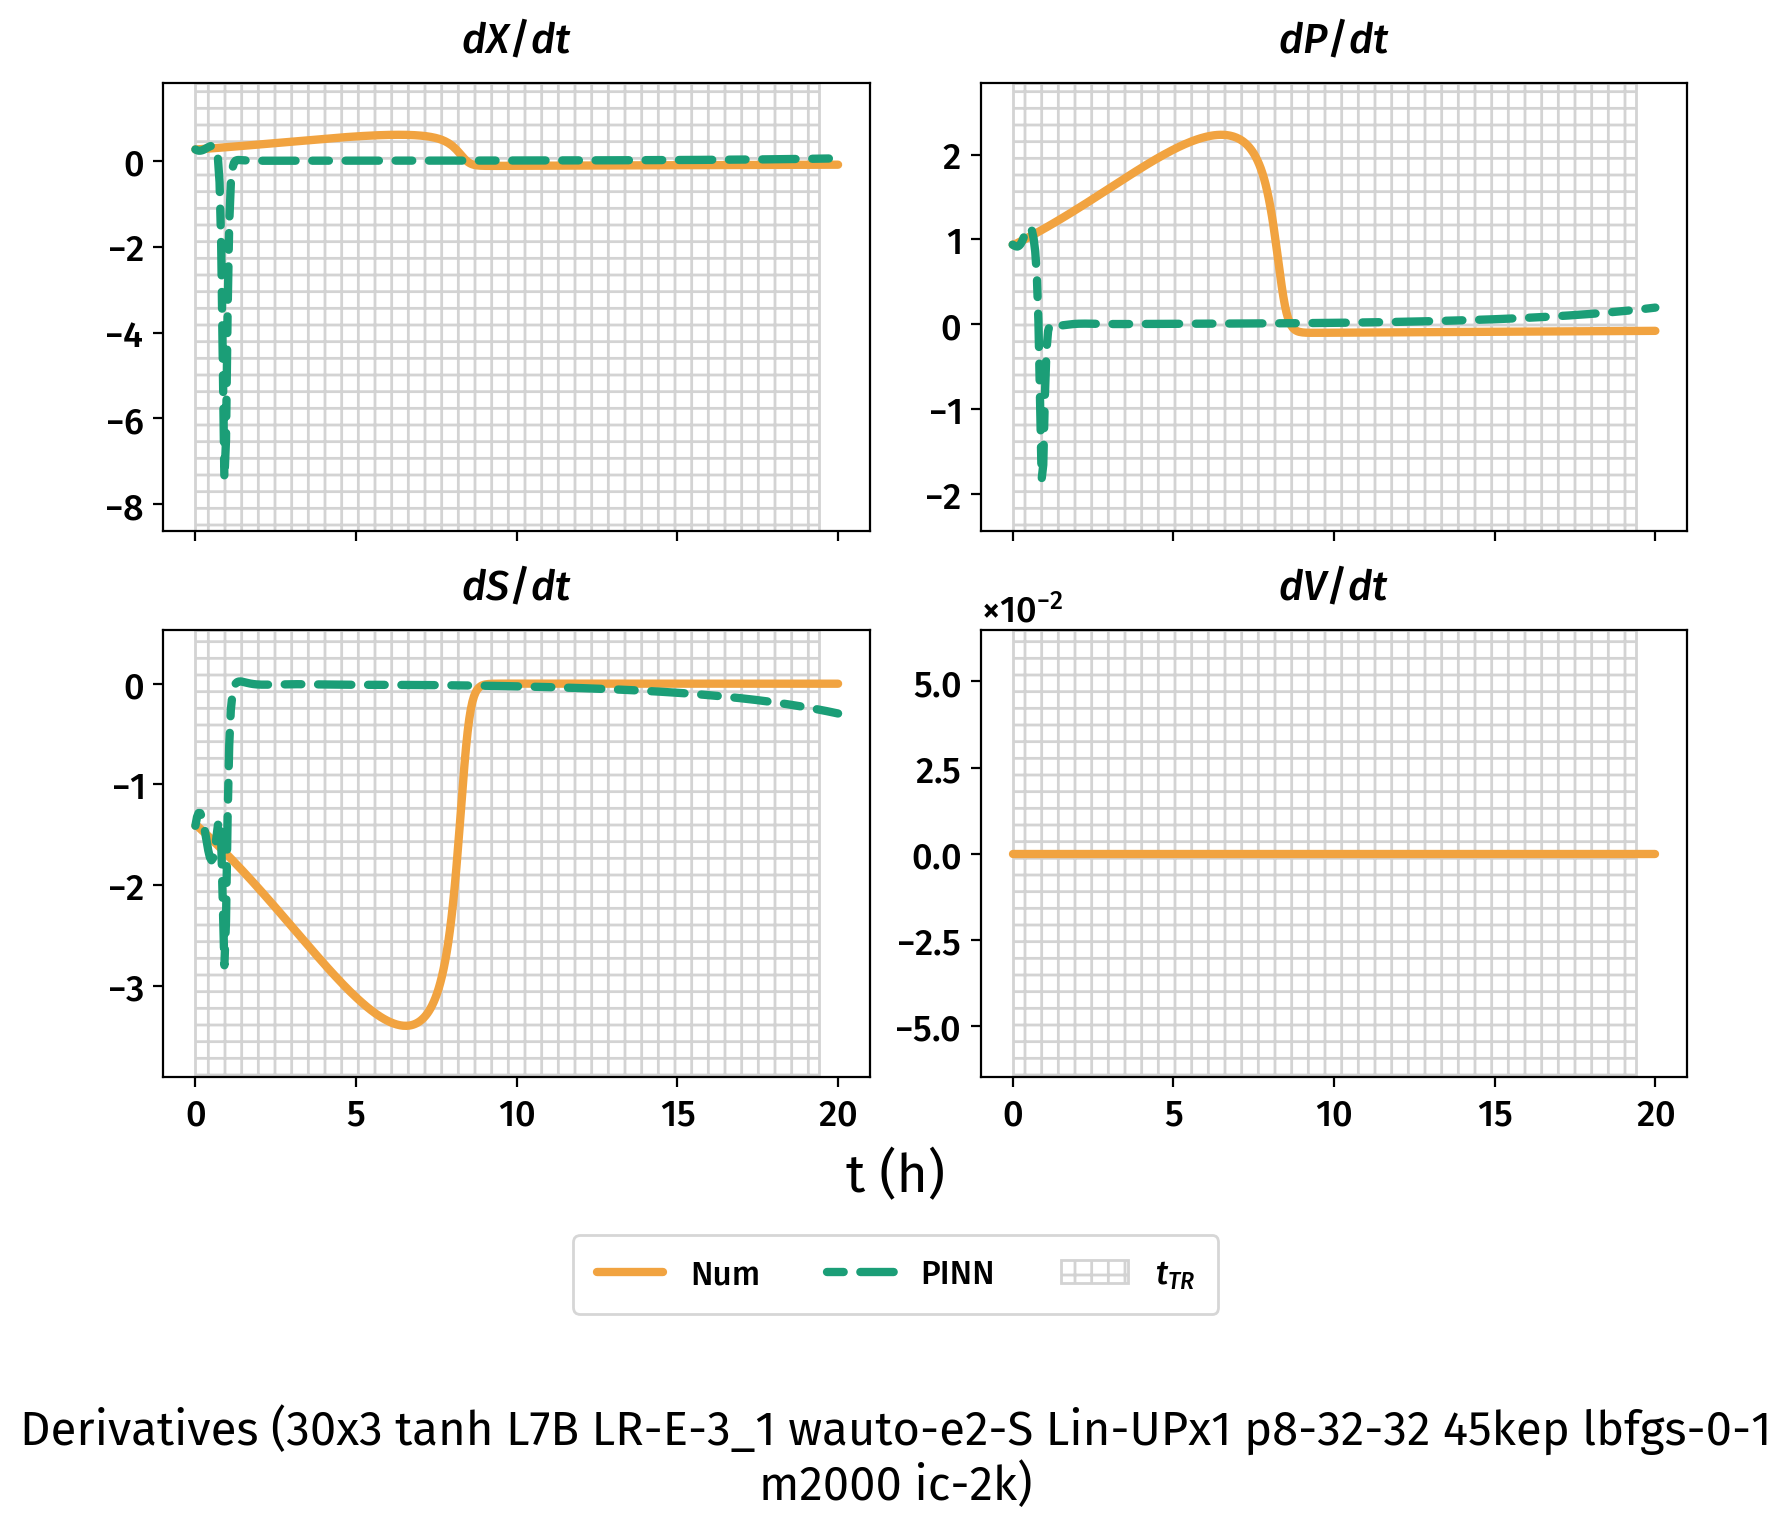 dX/dt
dP/dt
0
−2
−4
−6
−8
2
1
0
−1
−2
dS/dt
dV/dt
×10⁻²
0
−1
−2
−3
5.0
2.5
0.0
−2.5
−5.0
0 5 10 15 20
0 5 10 15 20
t (h)
Num PINN t_TR
Derivatives (30x3 tanh L7B LR-E-3_1 wauto-e2-S Lin-UPx1 p8-32-32 45kep lbfgs-0-1
m2000 ic-2k)